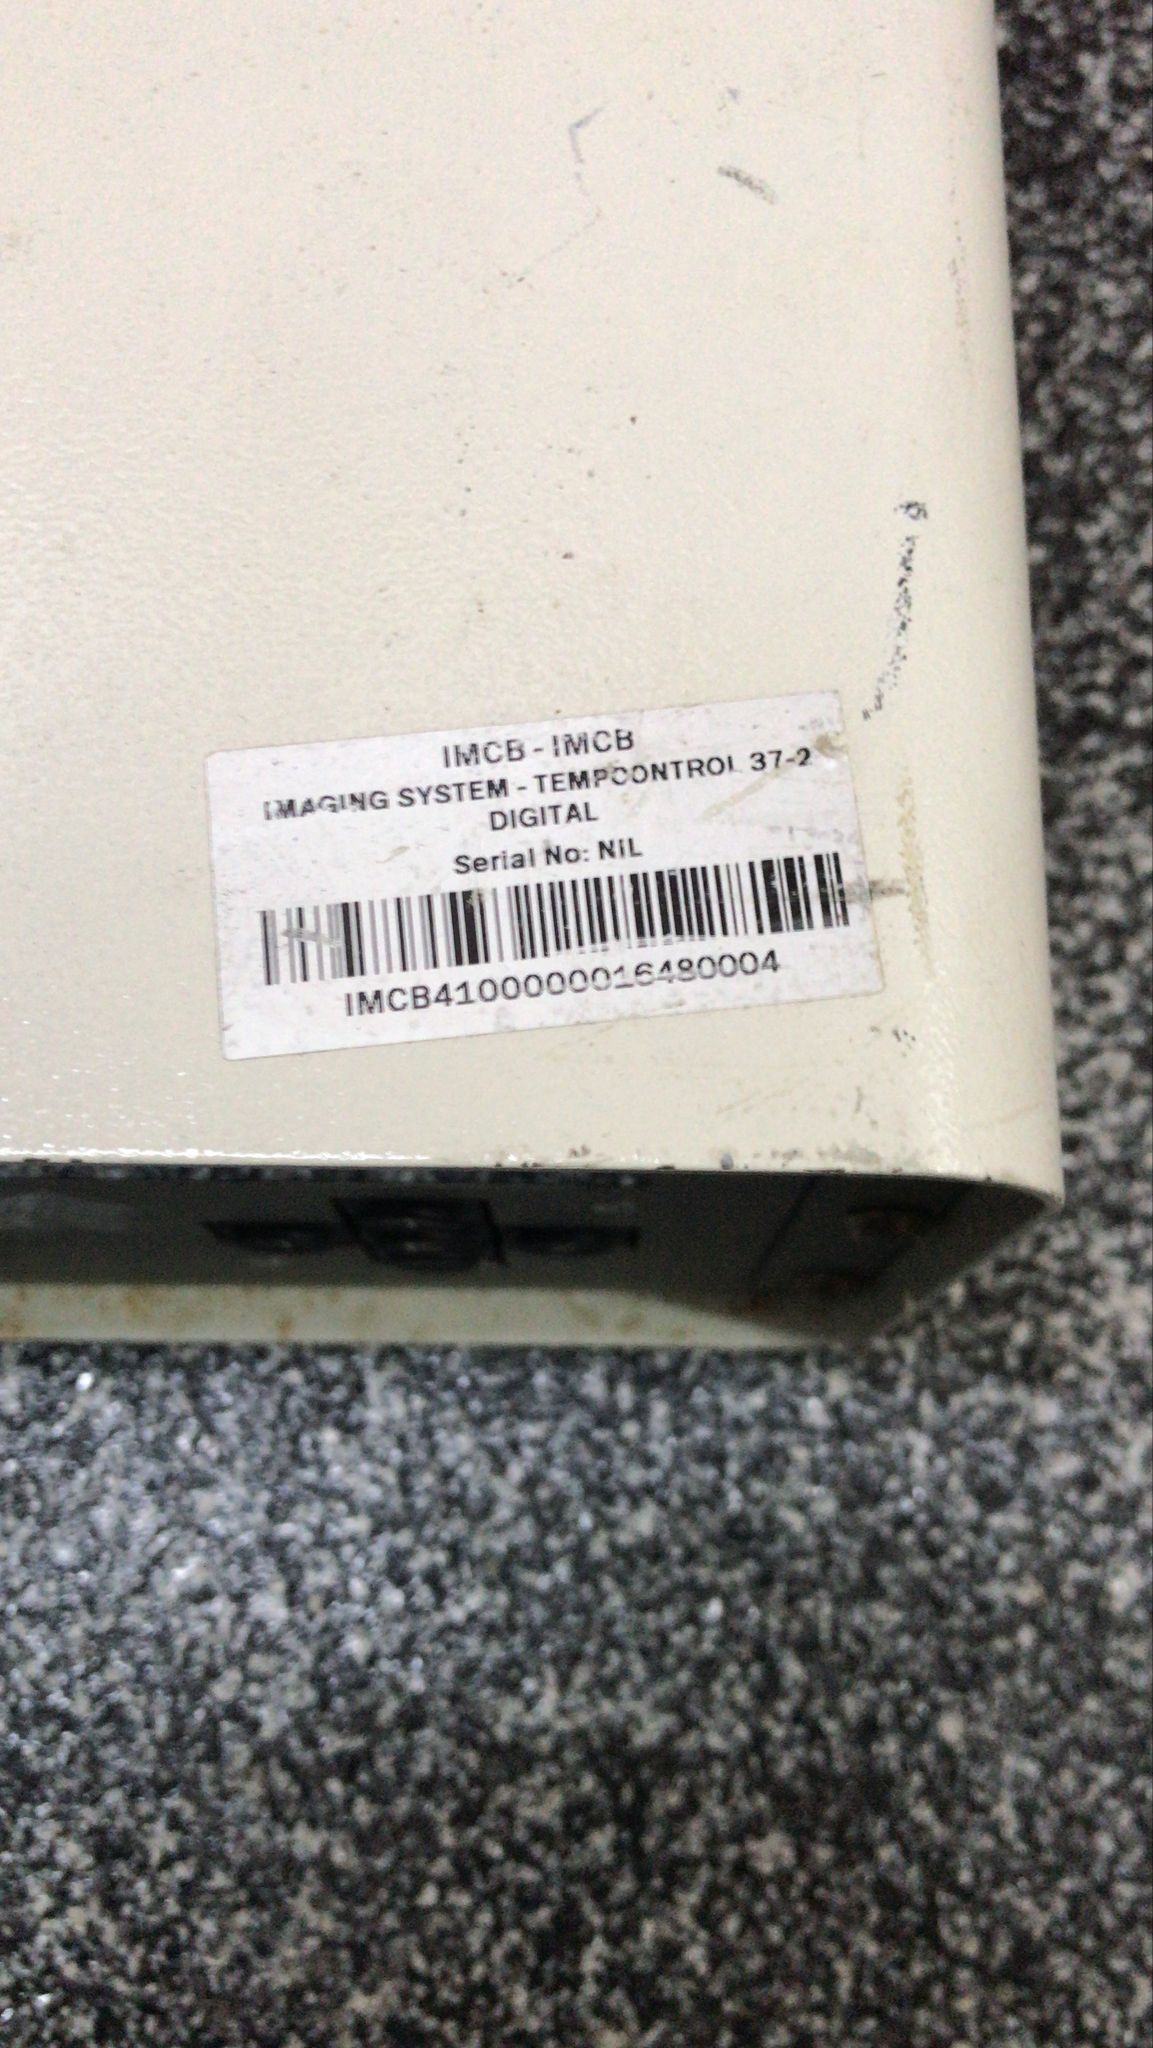 IMCB - IMCB
IMAGING SYSTEM - TEMPCONTROL 37-2
DIGITAL
Serial No: NIL
IMCB4100000016480004